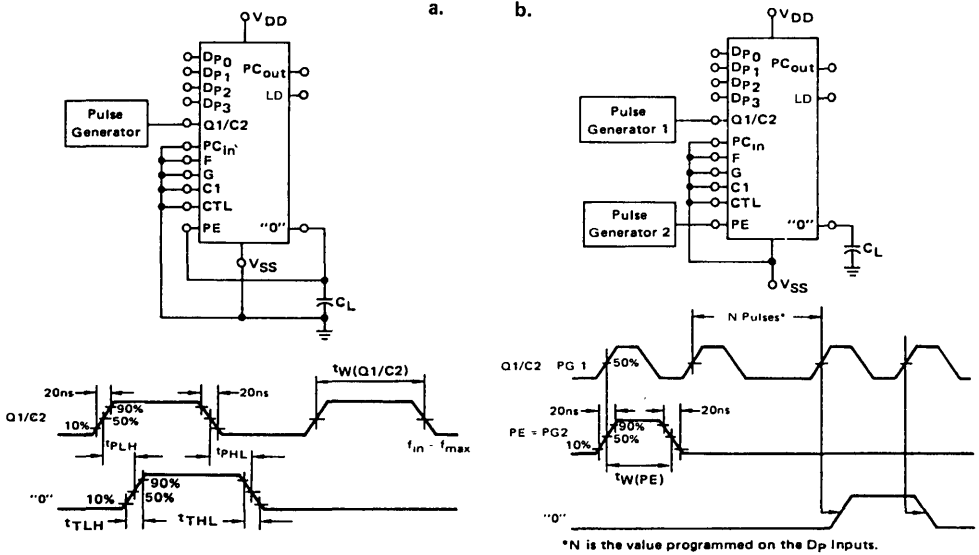 a.
VDD
DP0
DP1
DP2
DP3
PCout
LD
Pulse
Generator
Q1/C2
PCin
F
G
C1
CTL
PE
"0"
VSS
CL
20ns
20ns
tW(Q1/C2)
Q1/C2
90%
50%
10%
tPLH
tPHL
fin - fmax
"0"
90%
50%
10%
tTLH
tTHL
b.
VDD
DP0
DP1
DP2
DP3
PCout
LD
Pulse
Generator 1
Q1/C2
PCin
F
G
C1
CTL
Pulse
Generator 2
PE
"0"
CL
VSS
N Pulses*
Q1/C2 PG 1
50%
20ns
20ns
PE = PG2
90%
50%
10%
tW(PE)
"0"
*N is the value programmed on the DP Inputs.